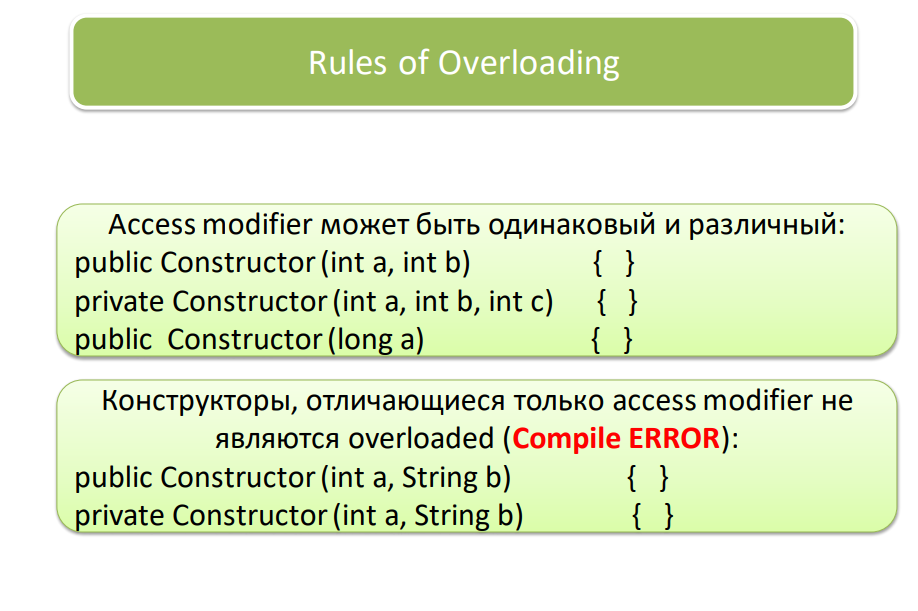 Rules of Overloading
Access modifier может быть одинаковый и различный:
public Constructor (int a, int b) { }
private Constructor (int a, int b, int c) { }
public Constructor (long a) { }
Конструкторы, отличающиеся только access modifier не
являются overloaded (Compile ERROR):
public Constructor (int a, String b) { }
private Constructor (int a, String b) { }